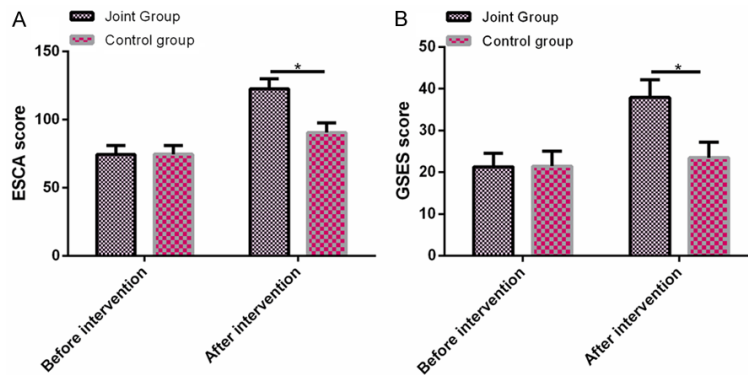 A
Joint Group
Control group
ESCA score
150
100
50
0
*
Before intervention
After intervention
B
Joint Group
Control group
GSES score
50
40
30
20
10
0
*
Before intervention
After intervention